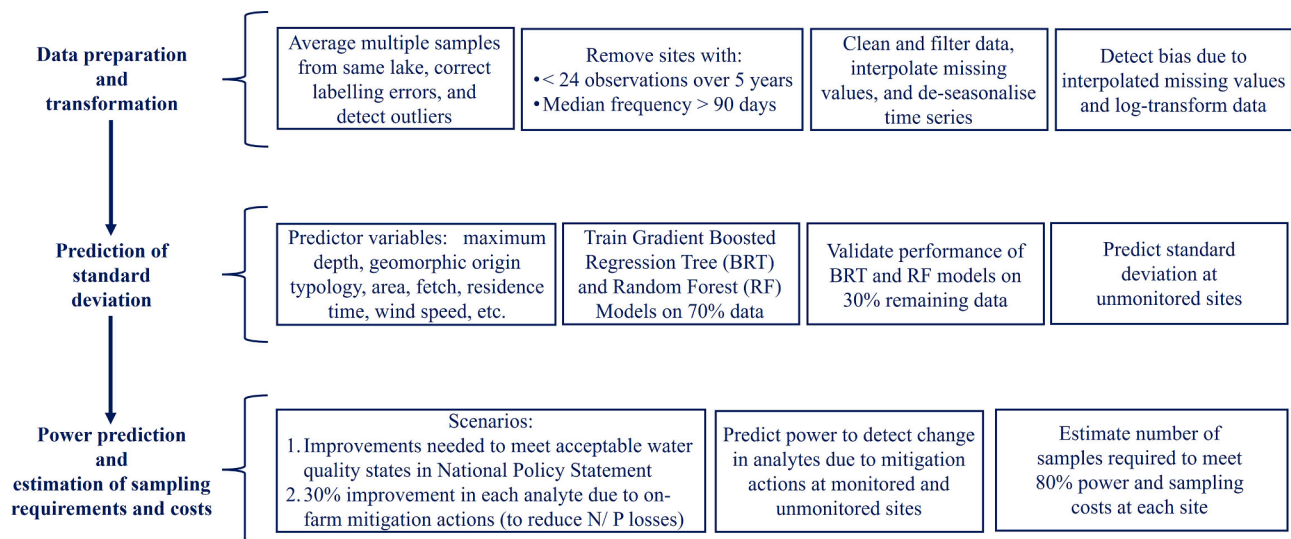 Data preparation
and
transformation
Average multiple samples
from same lake, correct
labelling errors, and
detect outliers
Remove sites with:
•< 24 observations over 5 years
•Median frequency > 90 days
Clean and filter data,
interpolate missing
values, and de-seasonalise
time series
Detect bias due to
interpolated missing values
and log-transform data
Prediction of
standard
deviation
Predictor variables: maximum
depth, geomorphic origin
typology, area, fetch, residence
time, wind speed, etc.
Train Gradient Boosted
Regression Tree (BRT)
and Random Forest (RF)
Models on 70% data
Validate performance of
BRT and RF models on
30% remaining data
Predict standard
deviation at
unmonitored sites
Power prediction
and
estimation of sampling
requirements and costs
Scenarios:
1. Improvements needed to meet acceptable water
quality states in National Policy Statement
2. 30% improvement in each analyte due to on-
farm mitigation actions (to reduce N/ P losses)
Predict power to detect change
in analytes due to mitigation
actions at monitored and
unmonitored sites
Estimate number of
samples required to meet
80% power and sampling
costs at each site